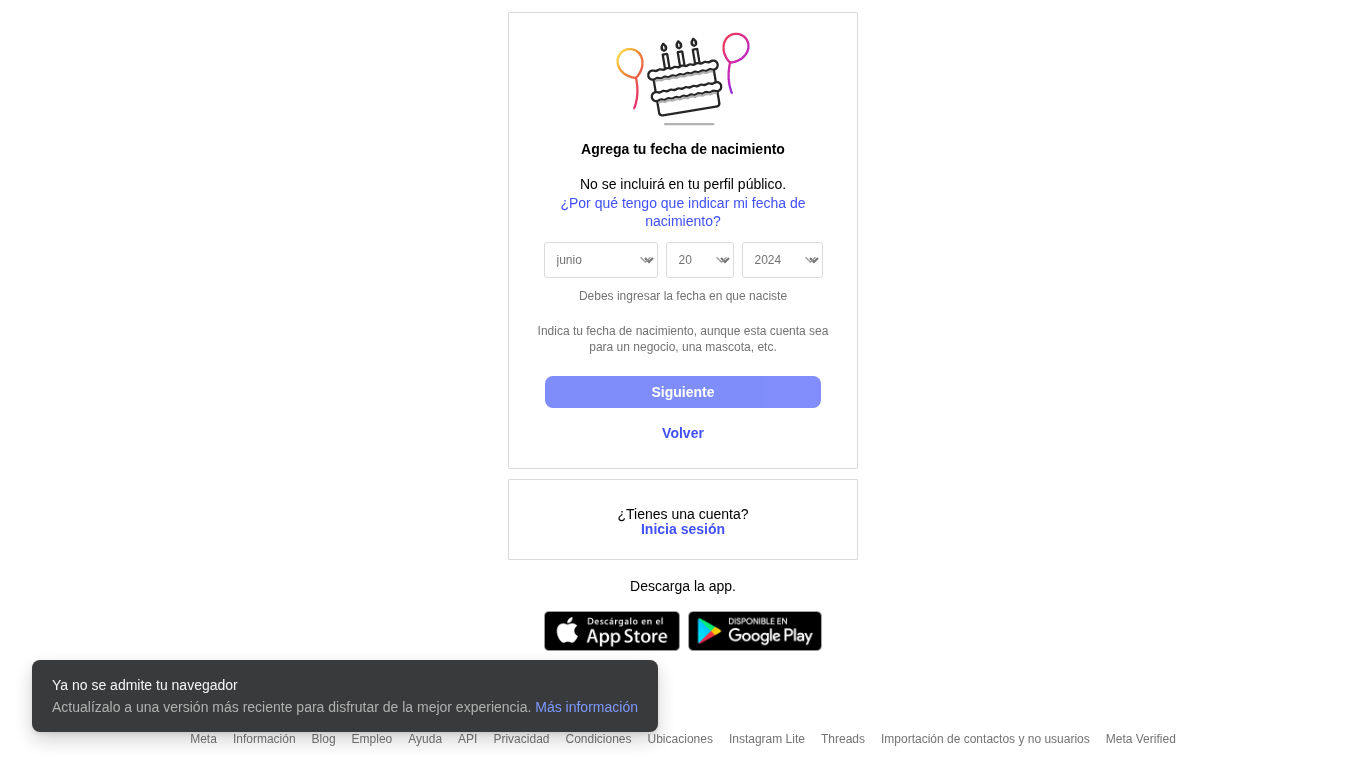 Agrega tu fecha de nacimiento
No se incluirá en tu perfil público.
¿Por qué tengo que indicar mi fecha de
nacimiento?
junio 20 2024
Debes ingresar la fecha en que naciste
Indica tu fecha de nacimiento, aunque esta cuenta sea
para un negocio, una mascota, etc.
Siguiente
Volver
¿Tienes una cuenta?
Inicia sesión
Descarga la app.
Descárgalo en el
App Store
DISPONIBLE EN
Google Play
Ya no se admite tu navegador
Actualízalo a una versión más reciente para disfrutar de la mejor experiencia. Más información
Meta Información Blog Empleo Ayuda API Privacidad Condiciones Ubicaciones Instagram Lite Threads Importación de contactos y no usuarios Meta Verified